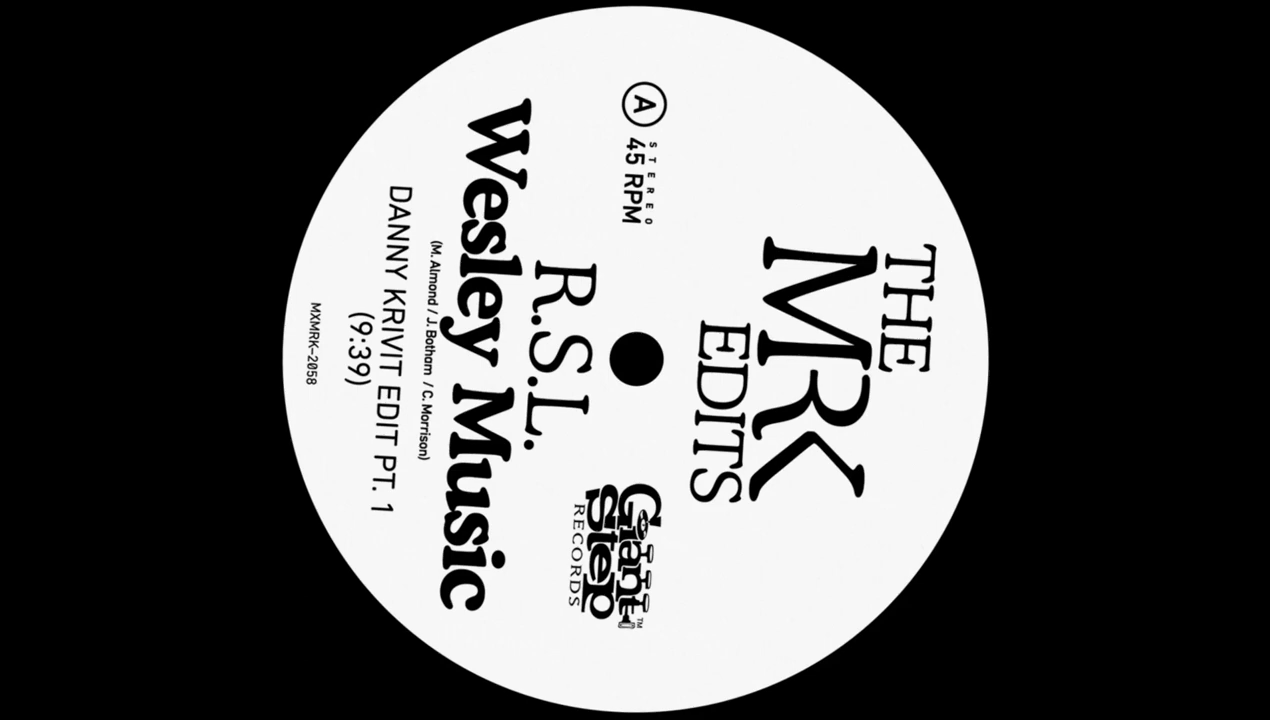 THE
MRK
EDITS
A
STEREO
45 RPM
Giant
Step
TM
RECORDS
R.S.L.
Wesley Music
(M. Almond / J. Botham / C. Morrison)
DANNY KRIVIT EDIT PT. 1
(9:39)
MXMRK-2058